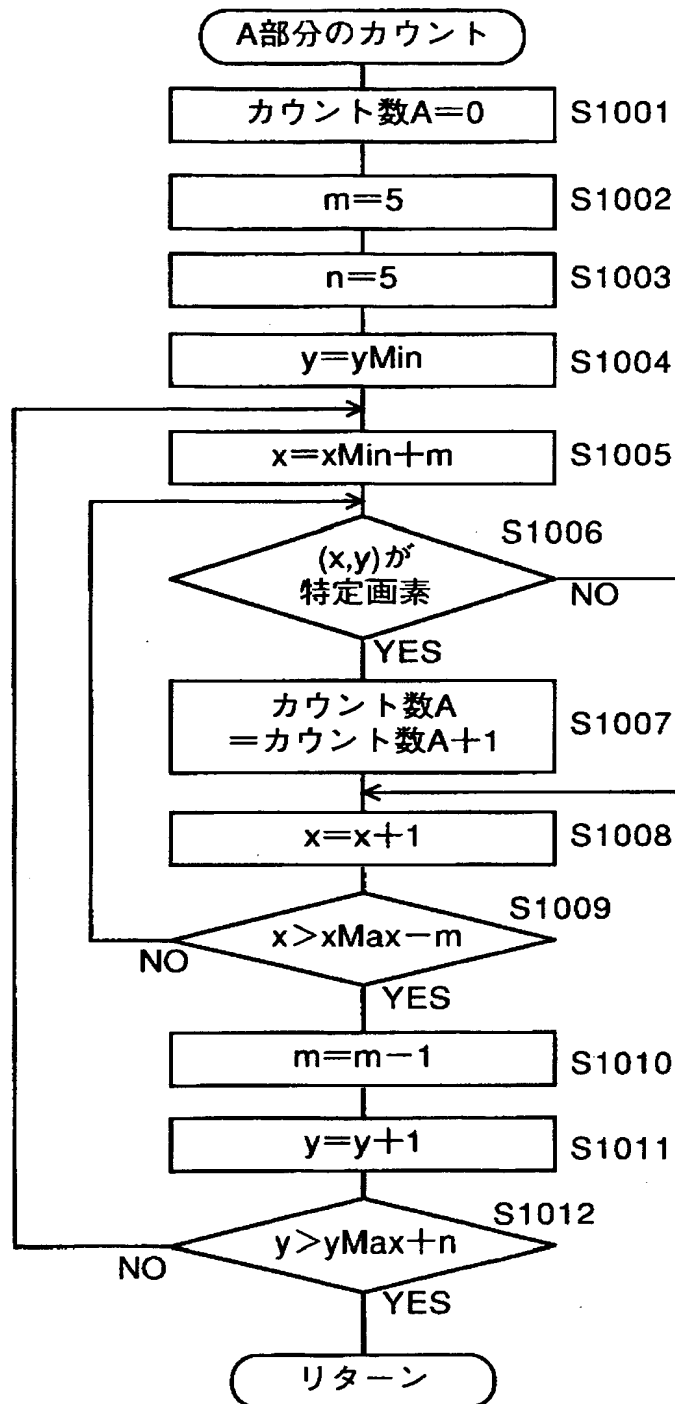 A部分のカウント
カウント数A=0
S1001
m=5
S1002
n=5
S1003
y=yMin
S1004
x=xMin+m
S1005
S1006
(x,y)が
特定画素
NO
YES
カウント数A
=カウント数A+1
S1007
x=x+1
S1008
S1009
x>xMax-m
NO
YES
m=m-1
S1010
y=y+1
S1011
S1012
y>yMax+n
NO
YES
リターン